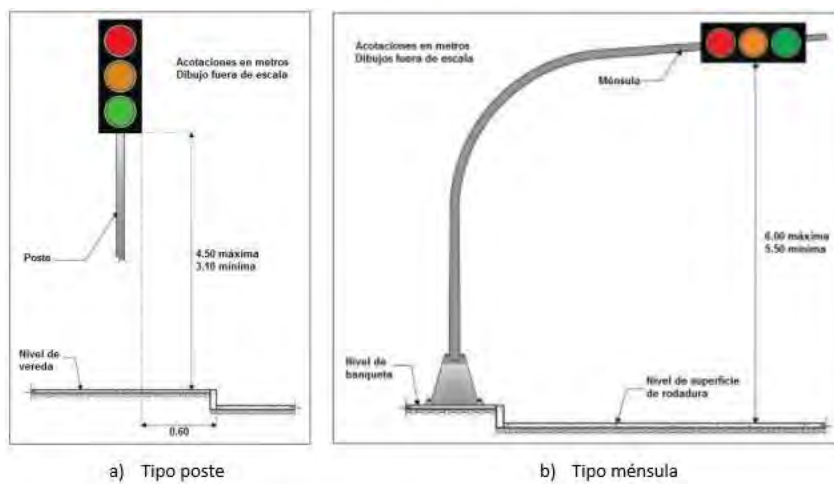 Acotaciones en metros
Dibujo fuera de escala
Poste
4.50 máxima
3.10 mínima
Nivel de
vereda
0.60
a) Tipo poste
Acotaciones en metros
Dibujos fuera de escala
Ménsula
6.00 máxima
5.50 mínima
Nivel de
banqueta
Nivel de superficie
de rodadura
b) Tipo ménsula